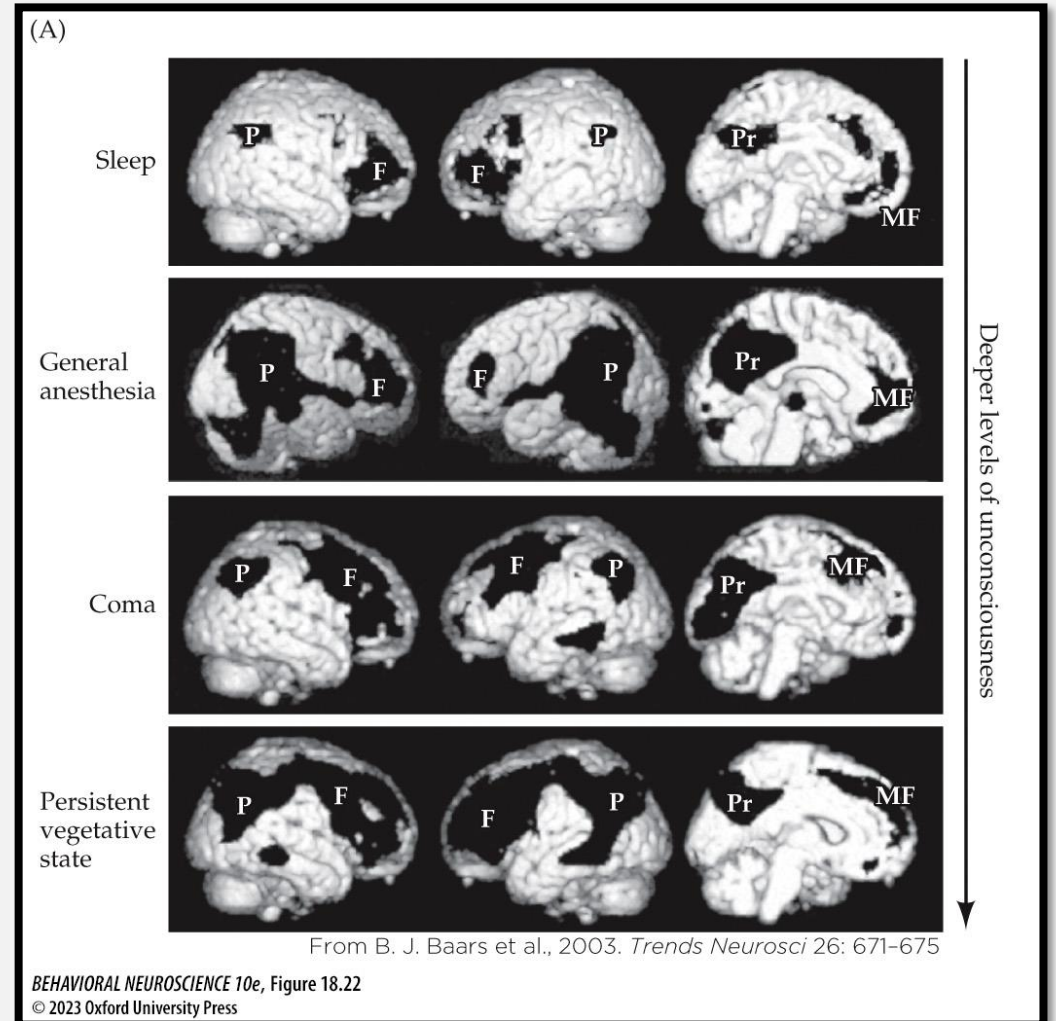 (A)
Sleep
P
F
F
P
Pr
MF
General
anesthesia
P
F
F
P
Pr
MF
Coma
P
F
F
P
Pr
MF
Persistent
vegetative
state
P
F
F
P
Pr
MF
Deeper levels of unconsciousness
From B. J. Baars et al., 2003. Trends Neurosci 26: 671–675
BEHAVIORAL NEUROSCIENCE 10e, Figure 18.22
© 2023 Oxford University Press